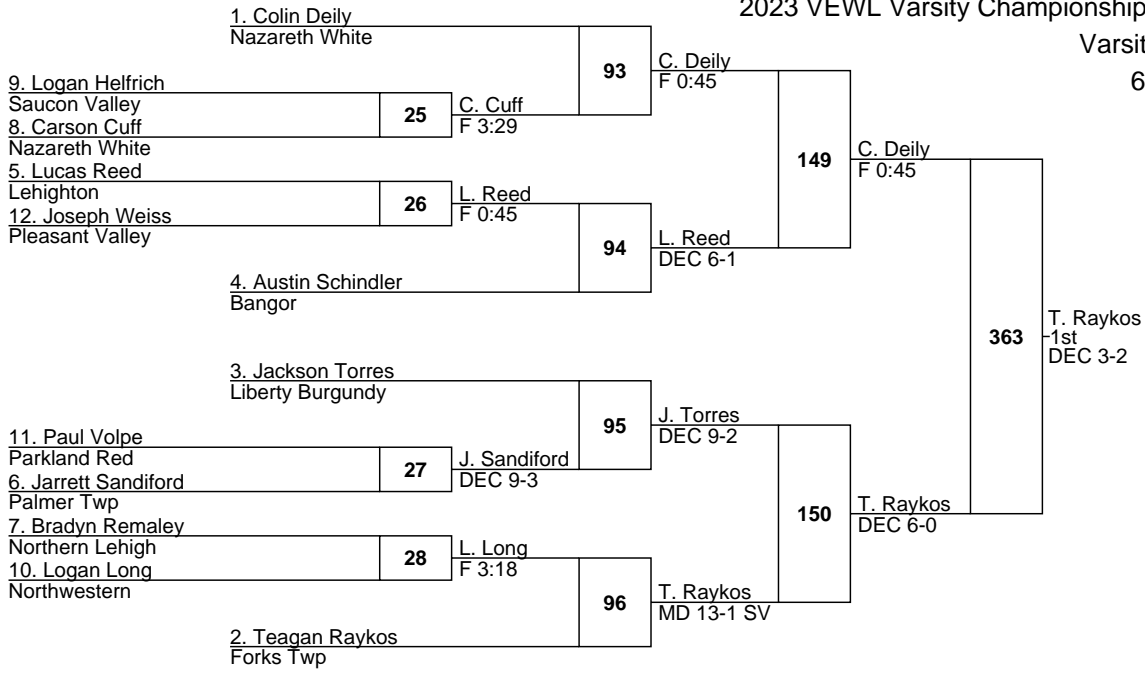 2023 VEWL Varsity Championship
Varsit
6
1. Colin Deily
Nazareth White
93
C. Deily
F 0:45
9. Logan Helfrich
Saucon Valley
25
C. Cuff
F 3:29
8. Carson Cuff
Nazareth White
149
C. Deily
F 0:45
5. Lucas Reed
Lehighton
26
L. Reed
F 0:45
12. Joseph Weiss
Pleasant Valley
94
L. Reed
DEC 6-1
4. Austin Schindler
Bangor
363
T. Raykos
1st
DEC 3-2
3. Jackson Torres
Liberty Burgundy
95
J. Torres
DEC 9-2
11. Paul Volpe
Parkland Red
27
J. Sandiford
DEC 9-3
6. Jarrett Sandiford
Palmer Twp
150
T. Raykos
DEC 6-0
7. Bradyn Remaley
Northern Lehigh
28
L. Long
F 3:18
10. Logan Long
Northwestern
96
T. Raykos
MD 13-1 SV
2. Teagan Raykos
Forks Twp